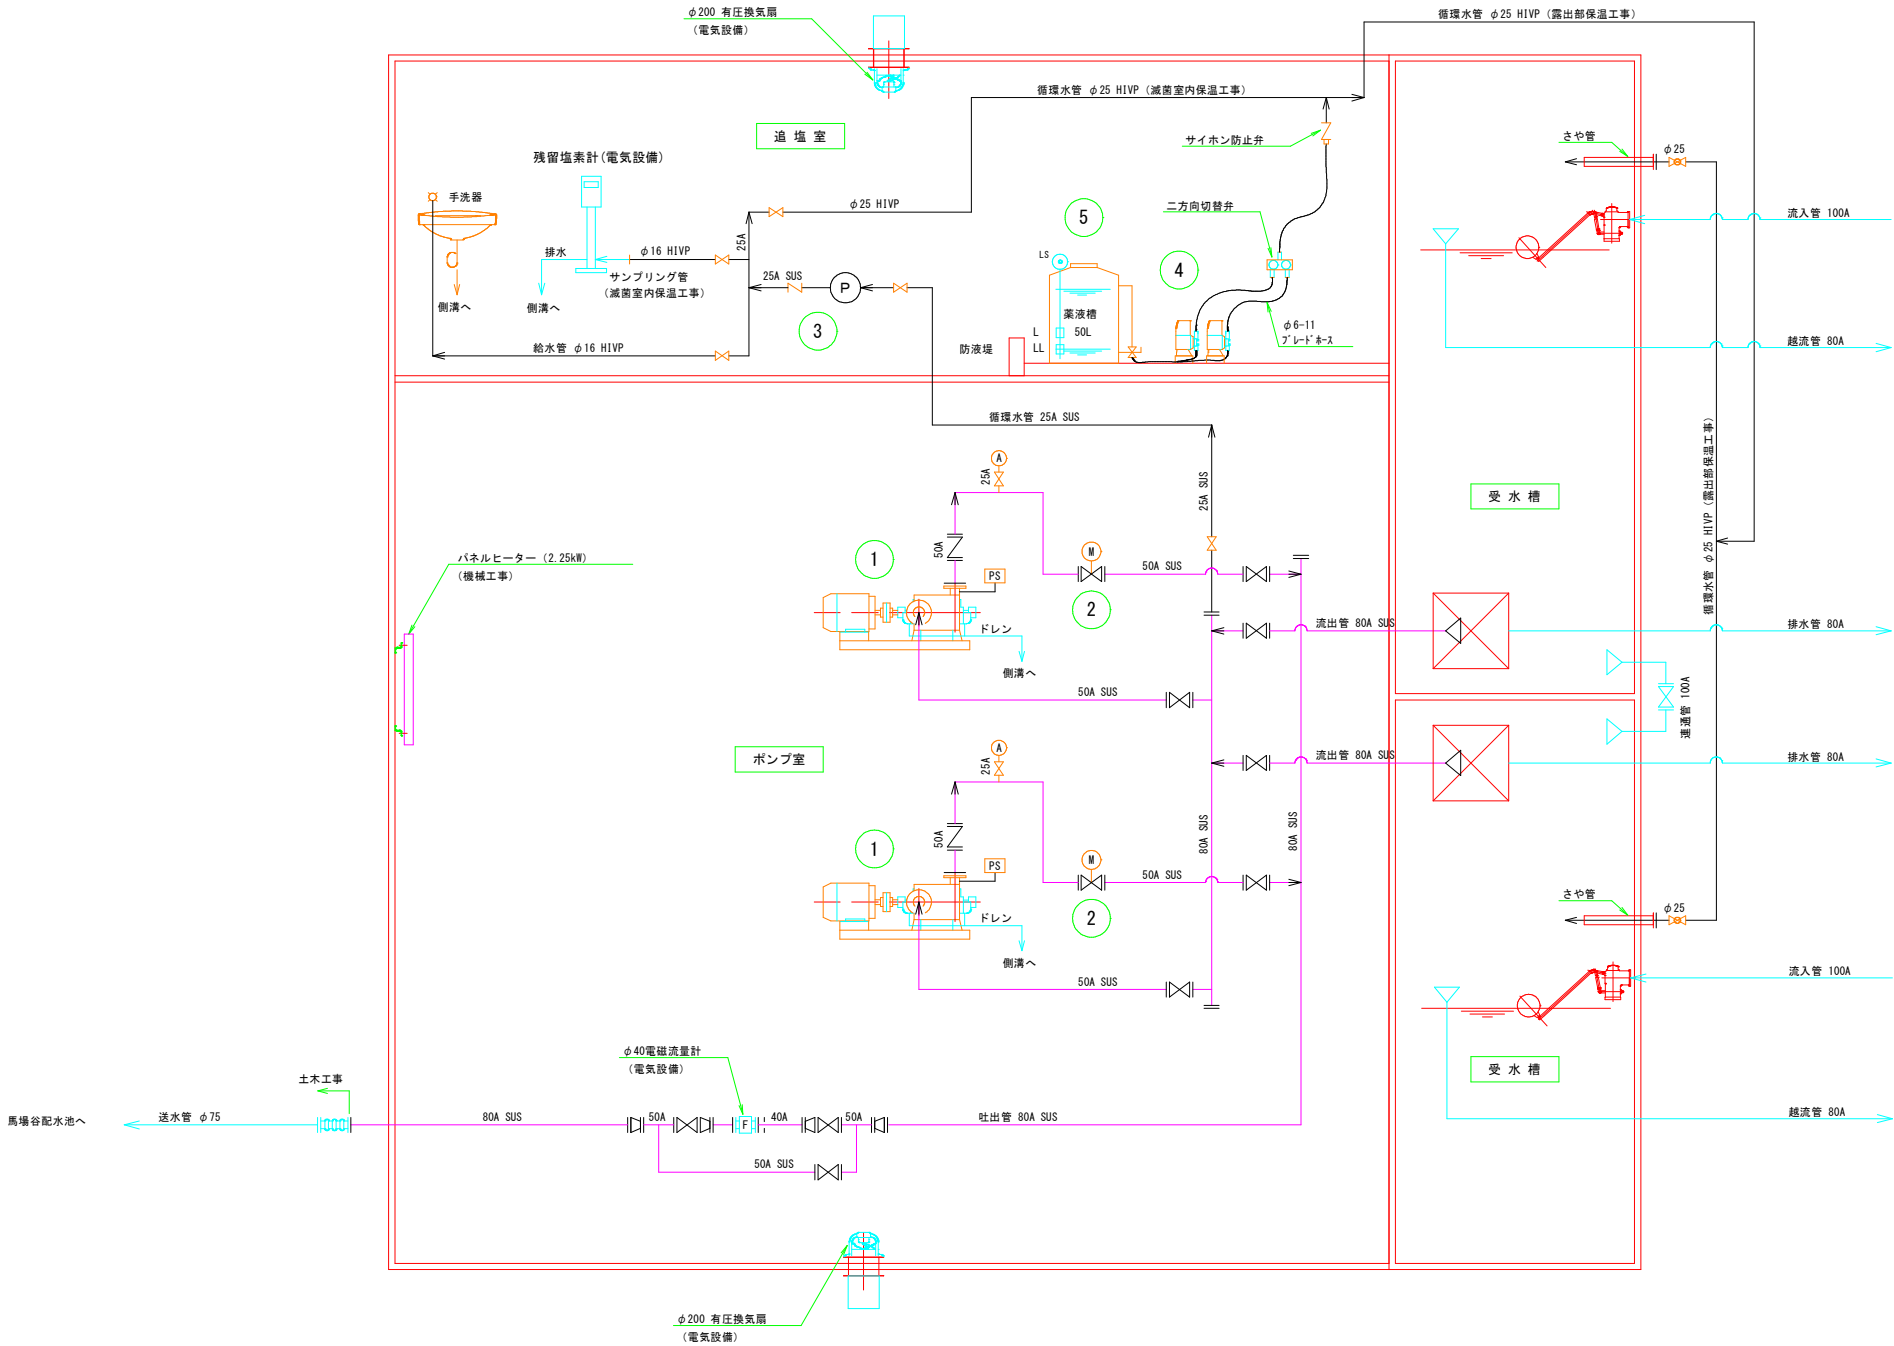 φ200 有圧換気扇
(電気設備)
循環水管 φ25 HIVP (露出部保温工事)
循環水管 φ25 HIVP (滅菌室内保温工事)
追 塩 室
サイホン防止弁
さや管
φ25
残留塩素計(電気設備)
手洗器
φ25 HIVP
二方向切替弁
流入管 100A
5
25A
排水
φ16 HIVP
LS
4
25A SUS
サンプリング管
(滅菌室内保温工事)
P
側溝へ
側溝へ
薬液槽
50L
L
LL
3
φ6-11
ブレードホース
給水管 φ16 HIVP
防液堤
越流管 80A
循環水管 25A SUS
循環水管 φ25 HIVP (露出部保温工事)
A
25A
25A SUS
受 水 槽
パネルヒーター (2.25kW)
(機械工事)
1
50A
M
50A SUS
PS
2
ドレン
側溝へ
流出管 80A SUS
排水管 80A
50A SUS
連通管 100A
ポンプ室
A
25A
流出管 80A SUS
排水管 80A
1
50A
80A SUS
80A SUS
M
50A SUS
PS
2
ドレン
側溝へ
さや管
φ25
50A SUS
流入管 100A
φ40電磁流量計
(電気設備)
受 水 槽
土木工事
馬場谷配水池へ
送水管 φ75
80A SUS
50A
F
40A
50A
吐出管 80A SUS
越流管 80A
50A SUS
φ200 有圧換気扇
(電気設備)